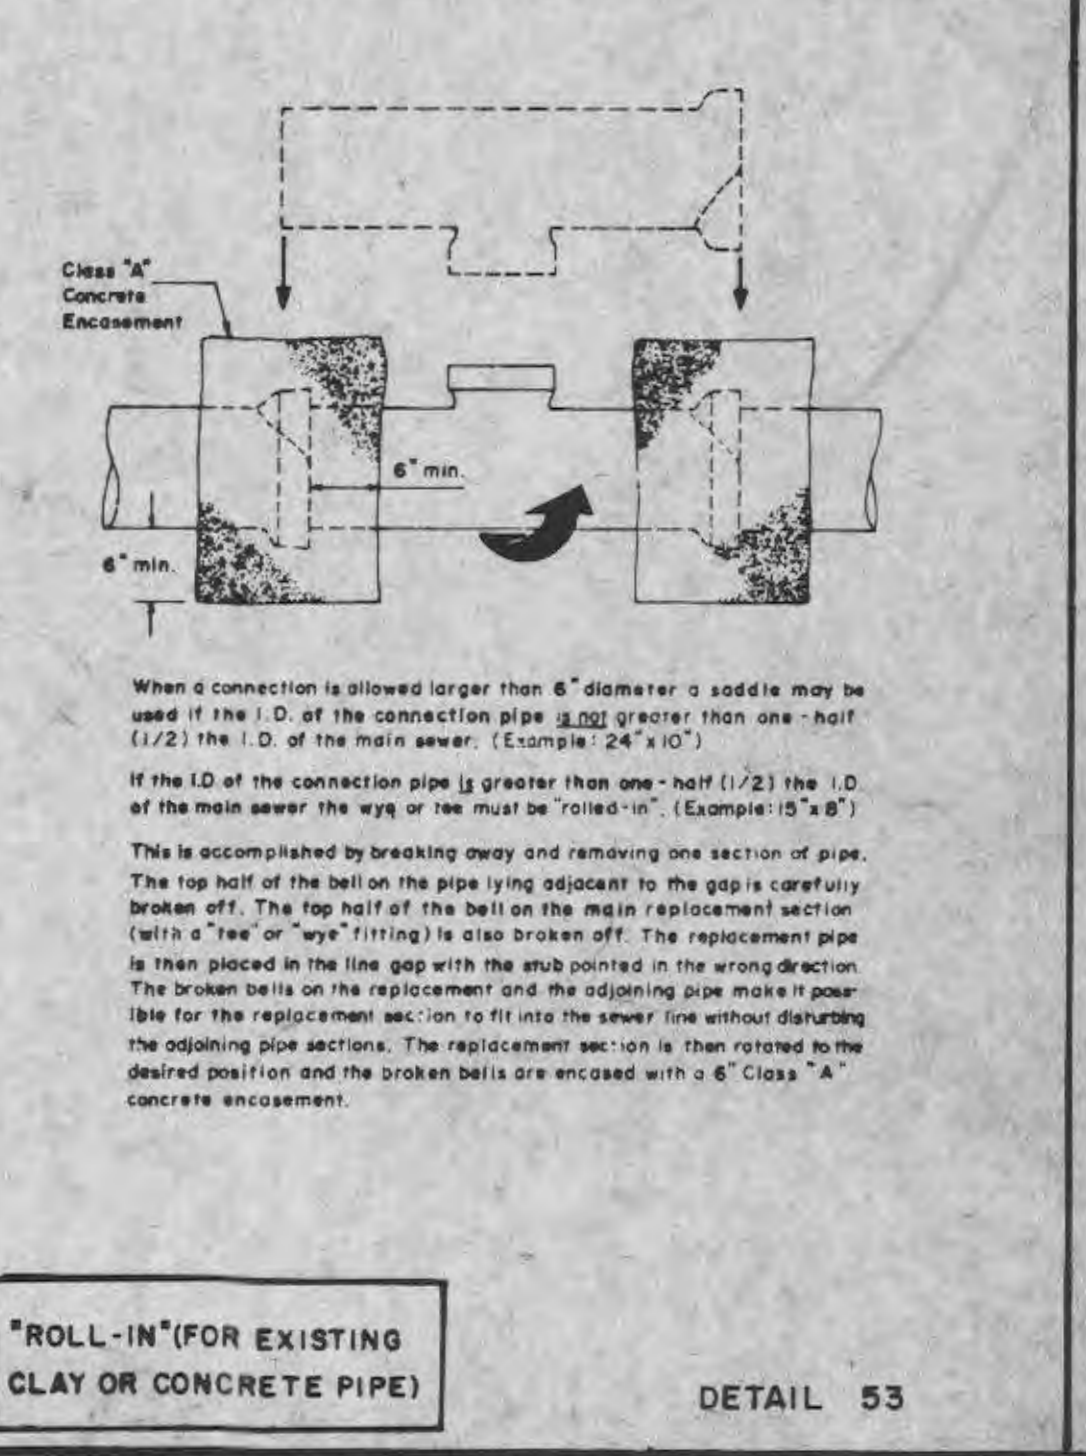 Class "A"
Concrete
Encasement
6" min.
6" min.
When a connection is allowed larger than 6" diameter a saddle may be
used if the I.D. of the connection pipe is not greater than one-half
(1/2) the I.D. of the main sewer. (Example: 24" x 10")
If the I.D of the connection pipe is greater than one-half (1/2) the I.D
of the main sewer the wye or tee must be "rolled-in". (Example: 15" x 8")
This is accomplished by breaking away and removing one section of pipe.
The top half of the bell on the pipe lying adjacent to the gap is carefully
broken off. The top half of the bell on the main replacement section
(with a "tee" or "wye" fitting) is also broken off. The replacement pipe
is then placed in the line gap with the stub pointed in the wrong direction.
The broken bells on the replacement and the adjoining pipe make it poss-
ible for the replacement section to fit into the sewer line without disturbing
the adjoining pipe sections. The replacement section is then rotated to the
desired position and the broken bells are encased with a 6" Class "A"
concrete encasement.
"ROLL-IN"(FOR EXISTING
CLAY OR CONCRETE PIPE)
DETAIL 53